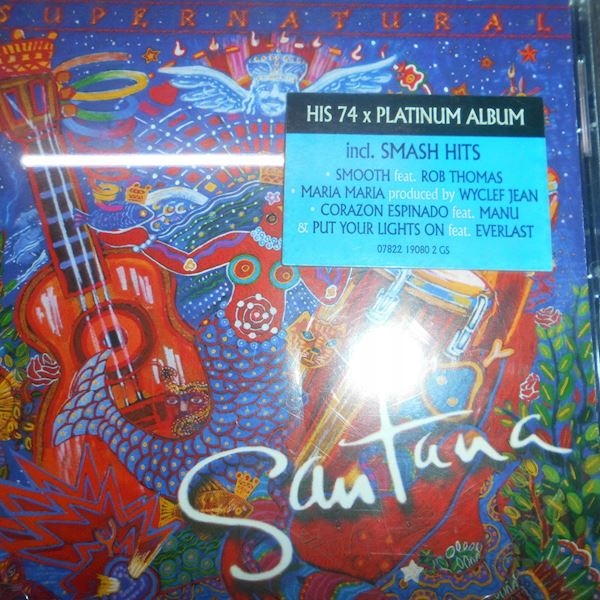 SUPERNATURAL
HIS 74 x PLATINUM ALBUM
incl. SMASH HITS
• SMOOTH feat. ROB THOMAS
• MARIA MARIA produced by WYCLEF JEAN
• CORAZON ESPINADO feat. MANU
& PUT YOUR LIGHTS ON feat. EVERLAST
07822 19080 2 GS
Santana